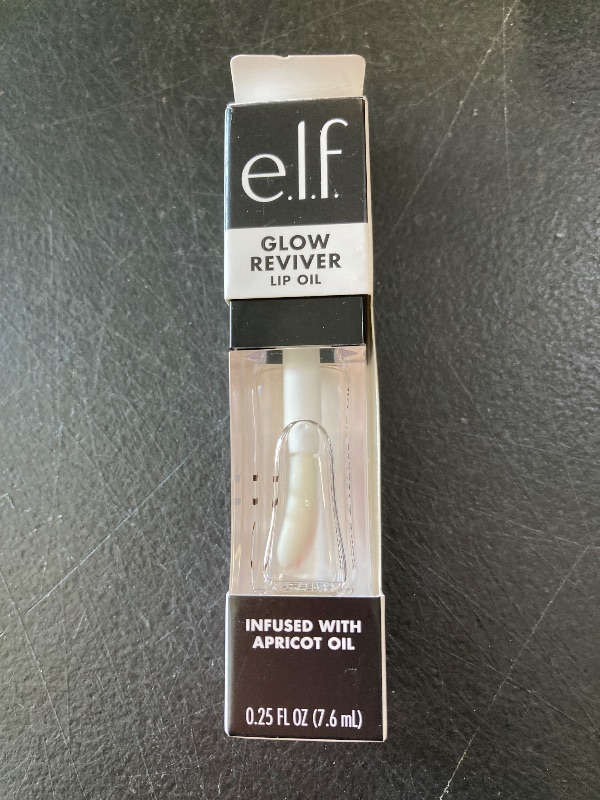 e.l.f.
GLOW
REVIVER
LIP OIL
INFUSED WITH
APRICOT OIL
0.25 FL OZ (7.6 mL)